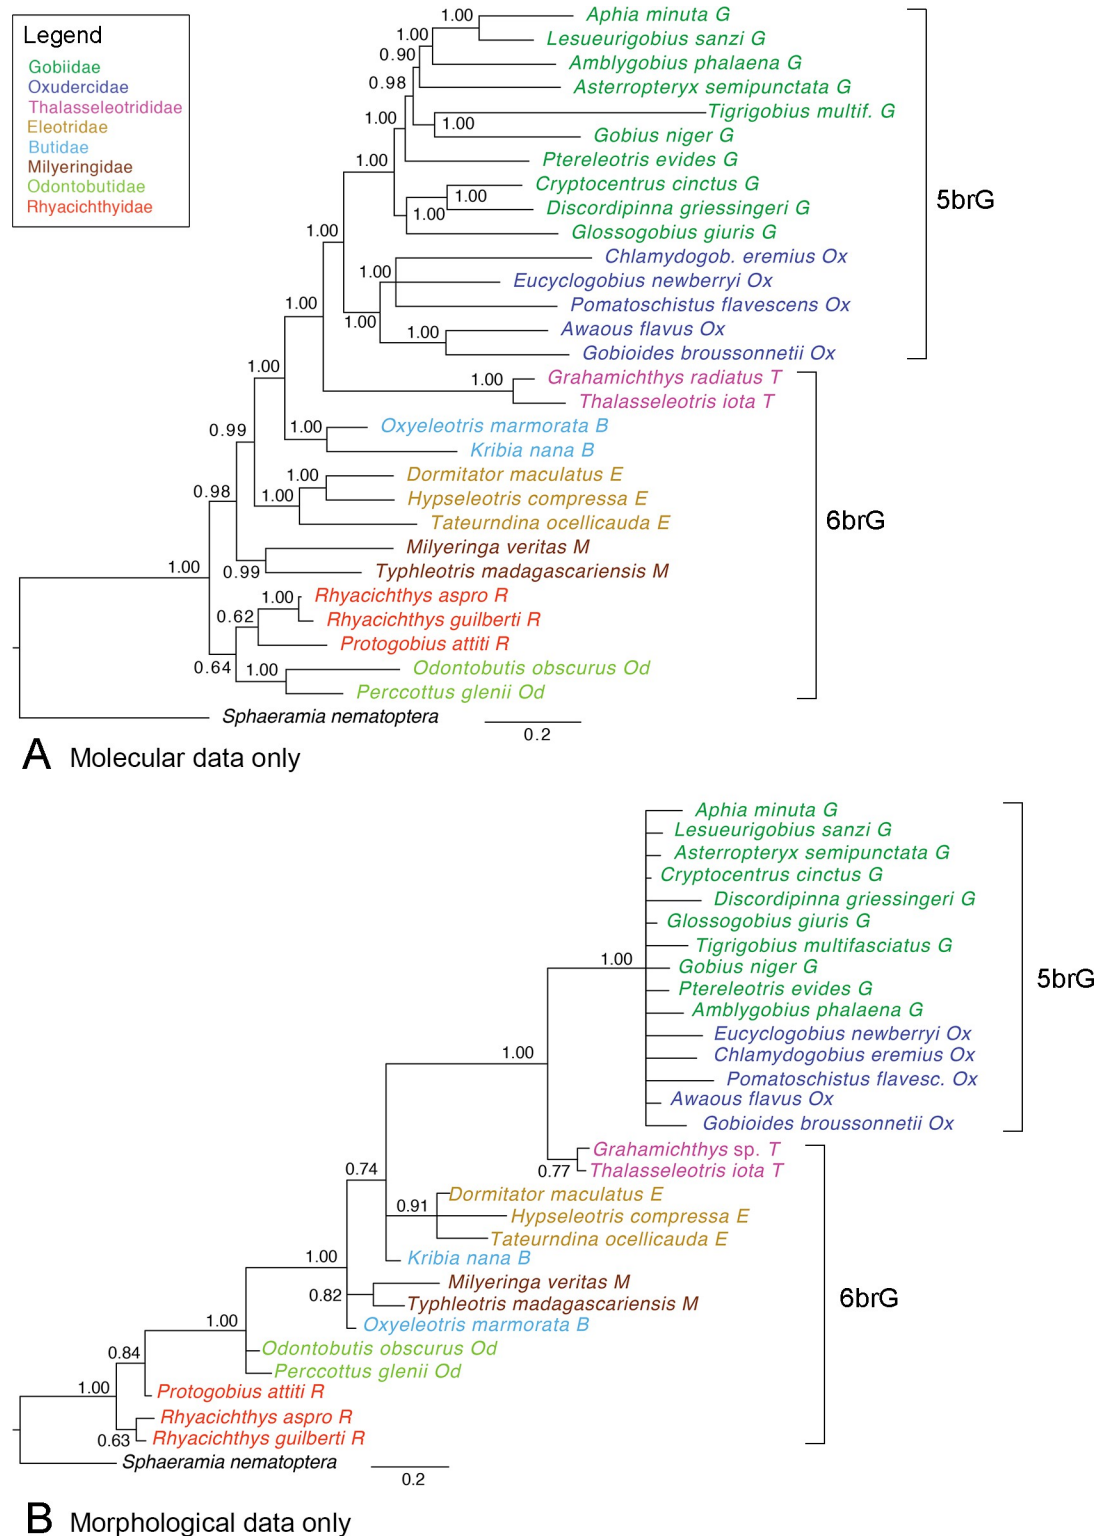 Legend
Gobiidae
Oxudercidae
Thalasseleotrididae
Eleotridae
Butidae
Milyeringidae
Odontobutidae
Rhyacichthyidae
1.00
Aphia minuta G
1.00
Lesueurigobius sanzi G
0.90
Amblygobius phalaena G
0.98
Asterropteryx semipunctata G
Tigrigobius multif. G
1.00
1.00
Gobius niger G
1.00
Ptereleotris evides G
Cryptocentrus cinctus G
1.00
1.00
Discordipinna griessingeri G
Glossogobius giuris G
5brG
1.00
Chlamydogob. eremius Ox
1.00
Eucyclogobius newberryi Ox
1.00
Pomatoschistus flavescens Ox
1.00
1.00
Awaous flavus Ox
Gobioides broussonnetii Ox
1.00
1.00
Grahamichthys radiatus T
Thalasseleotris iota T
0.99
1.00
Oxyeleotris marmorata B
Kribia nana B
1.00
Dormitator maculatus E
0.98
1.00
Hypseleotris compressa E
Tateurndina ocellicauda E
6brG
Milyeringa veritas M
1.00
0.99
Typhleotris madagascariensis M
1.00
Rhyacichthys aspro R
0.62
Rhyacichthys guilberti R
Protogobius attiti R
0.64
1.00
Odontobutis obscurus Od
Perccottus glenii Od
Sphaeramia nematoptera
0.2
A Molecular data only
Aphia minuta G
Lesueurigobius sanzi G
Asterropteryx semipunctata G
Cryptocentrus cinctus G
Discordipinna griessingeri G
Glossogobius giuris G
Tigrigobius multifasciatus G
1.00
Gobius niger G
5brG
Ptereleotris evides G
Amblygobius phalaena G
Eucyclogobius newberryi Ox
1.00
Chlamydogobius eremius Ox
Pomatoschistus flavesc. Ox
Awaous flavus Ox
Gobioides broussonnetii Ox
Grahamichthys sp. T
0.74
0.77
Thalasseleotris iota T
Dormitator maculatus E
0.91
Hypseleotris compressa E
Tateurndina ocellicauda E
1.00
Kribia nana B
Milyeringa veritas M
0.82
Typhleotris madagascariensis M
6brG
1.00
Oxyeleotris marmorata B
Odontobutis obscurus Od
0.84
Perccottus glenii Od
1.00
Protogobius attiti R
Rhyacichthys aspro R
0.63
Rhyacichthys guilberti R
Sphaeramia nematoptera
0.2
B Morphological data only